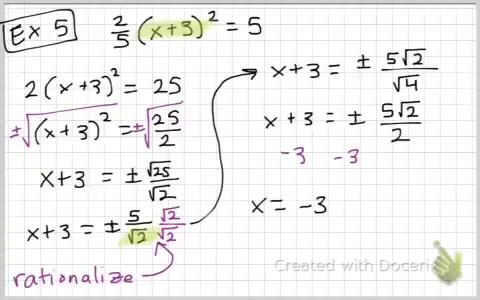 Ex 5
2/5 (x+3)² = 5
2(x+3)² = 25
±√(x+3)² = ±√25/2
x+3 = ±√25/√2
x+3 = ±5/√2 √2/√2
rationalize
x+3 = ± 5√2/√4
x+3 = ± 5√2/2
-3 -3
x = -3
Created with Doceri